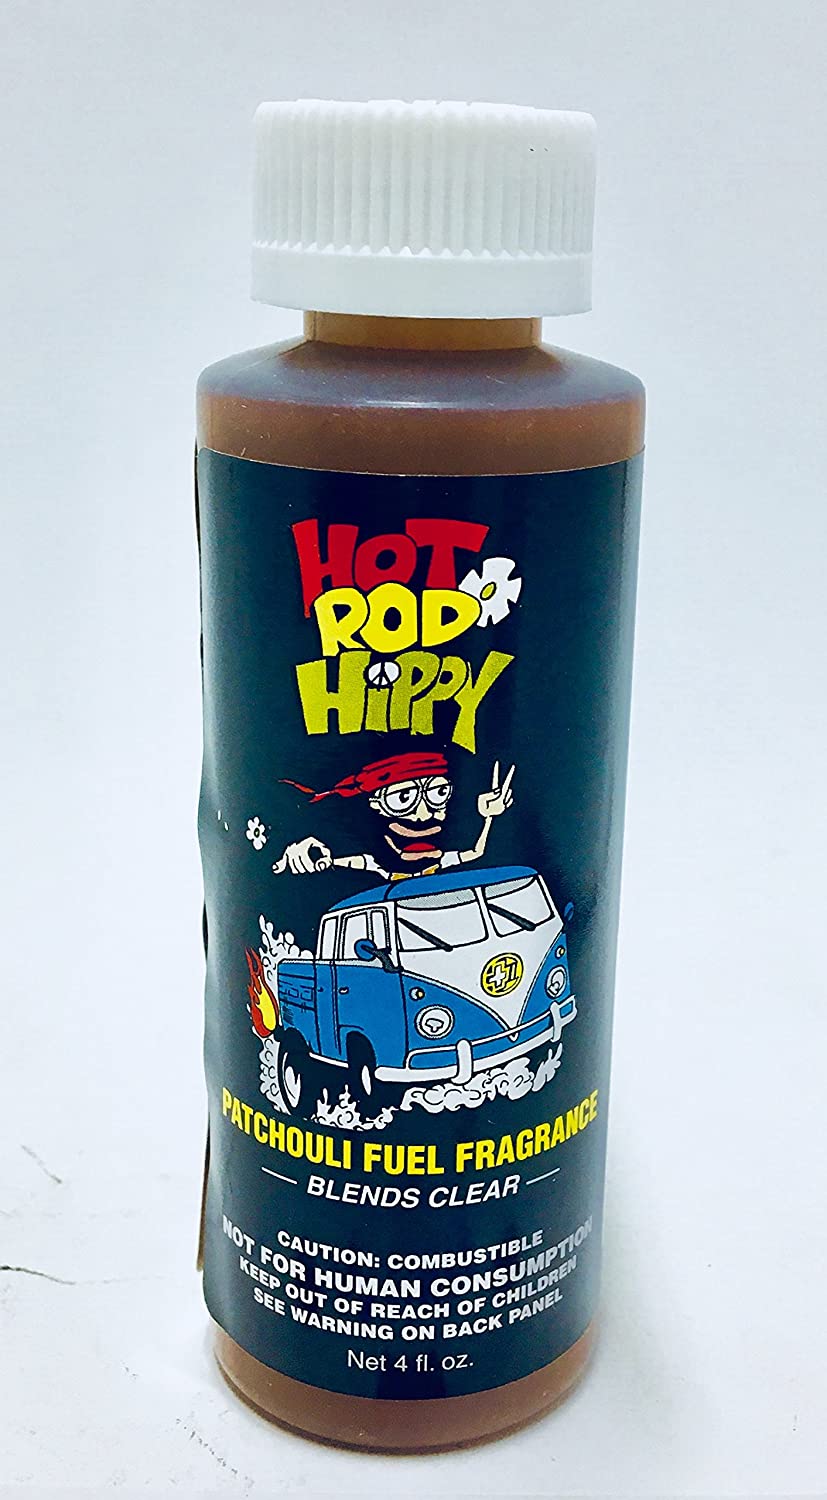 HOT
ROD
HiPPY
PATCHOULI FUEL FRAGRANCE
BLENDS CLEAR
CAUTION: COMBUSTIBLE
NOT FOR HUMAN CONSUMPTION
KEEP OUT OF REACH OF CHILDREN
SEE WARNING ON BACK PANEL
Net 4 fl. oz.